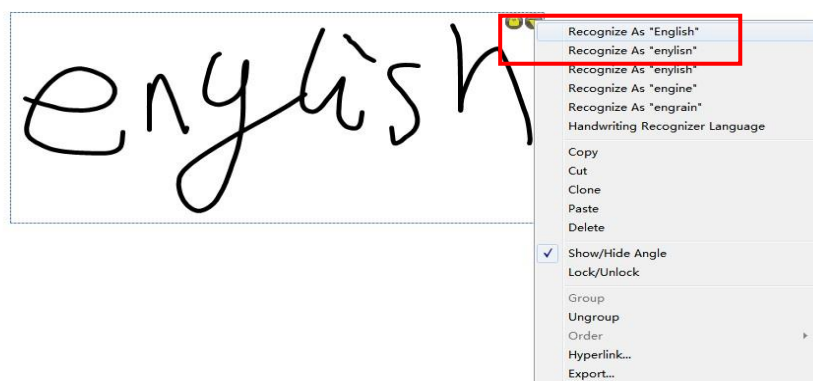 english
Recognize As "English"
Recognize As "enylisn"
Recognize As "enylish"
Recognize As "engine"
Recognize As "engrain"
Handwriting Recognizer Language
Copy
Cut
Clone
Paste
Delete
Show/Hide Angle
Lock/Unlock
Group
Ungroup
Order
Hyperlink...
Export...